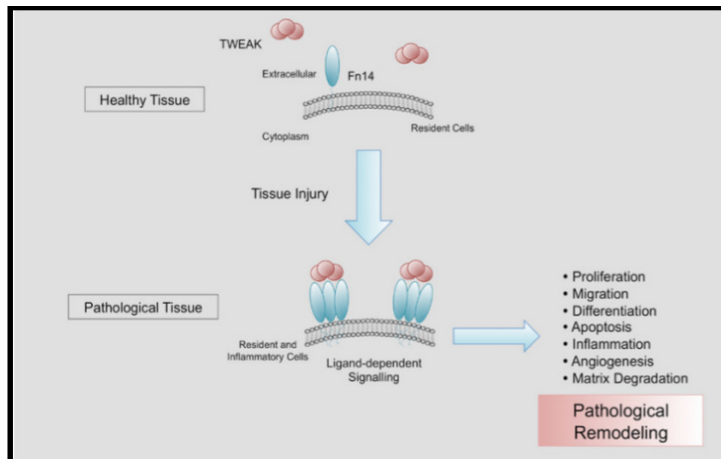 TWEAK
Extracellular
Fn14
Healthy Tissue
Cytoplasm
Resident Cells
Tissue Injury
Pathological Tissue
Resident and
Inflammatory Cells
Ligand-dependent
Signalling
• Proliferation
• Migration
• Differentiation
• Apoptosis
• Inflammation
• Angiogenesis
• Matrix Degradation
Pathological
Remodeling